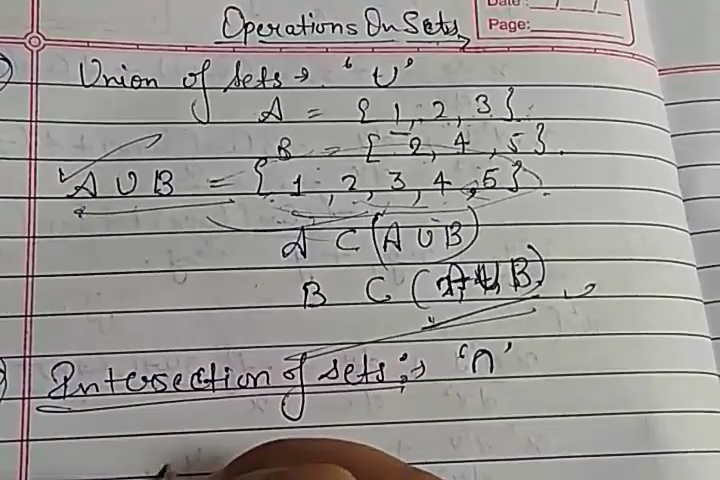 Date:
Page:
Operations On Sets
Union of sets → ‘U’
A = {1, 2, 3}.
B = {2, 4, 5}.
A ∪ B = {1, 2, 3, 4, 5}
A ⊂ (A ∪ B)
B ⊂ (A ∪ B)
Intersection of sets :→ ‘∩’